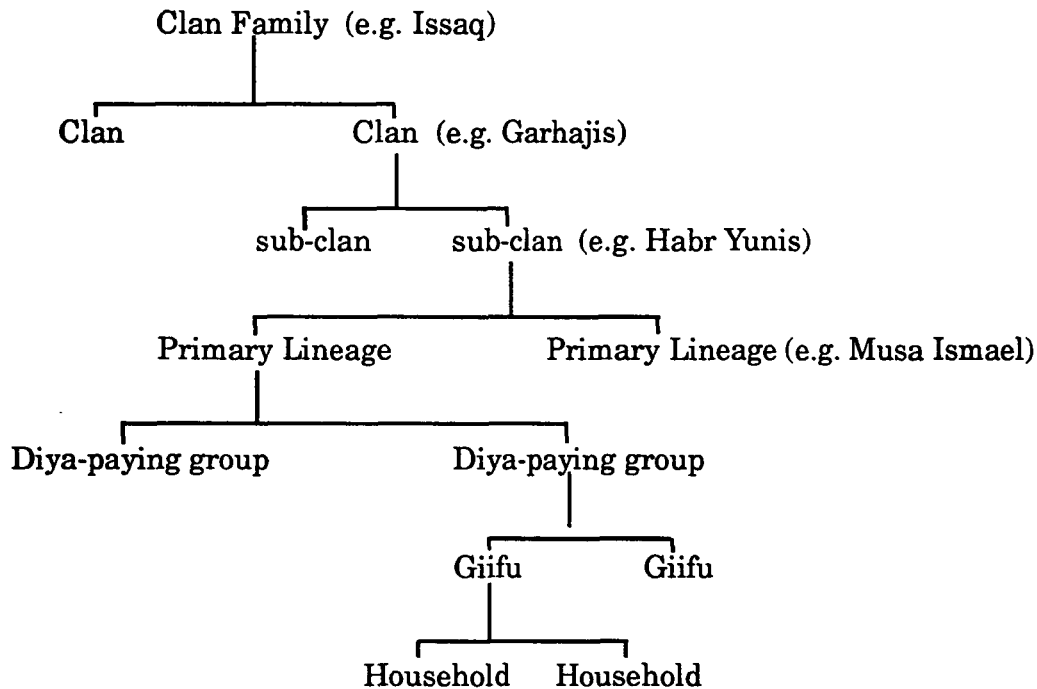 Clan Family (e.g. Issaq)
Clan Clan (e.g. Garhajis)
sub-clan sub-clan (e.g. Habr Yunis)
Primary Lineage Primary Lineage (e.g. Musa Ismael)
Diya-paying group Diya-paying group
Giifu Giifu
Household Household